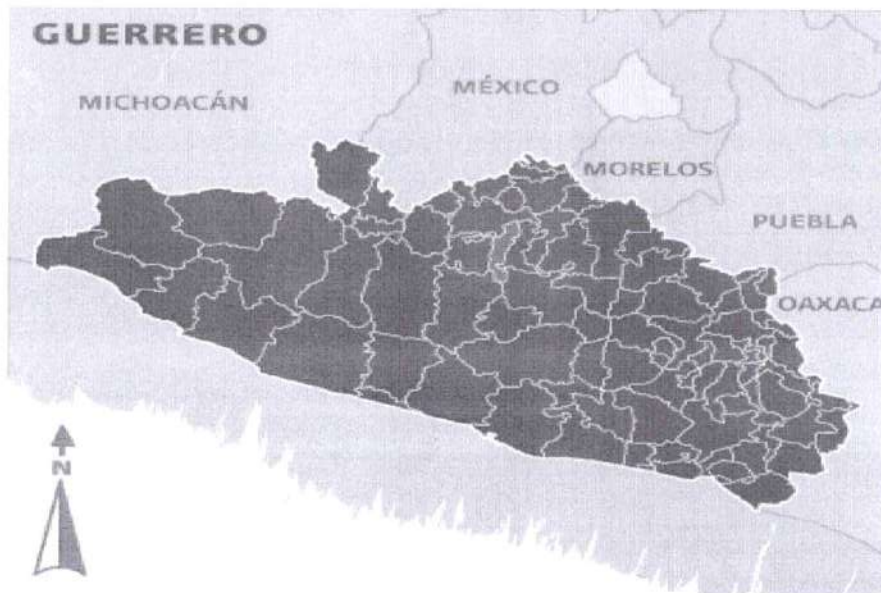 GUERRERO
MÉXICO
MICHOACÁN
MORELOS
PUEBLA
OAXACA
N